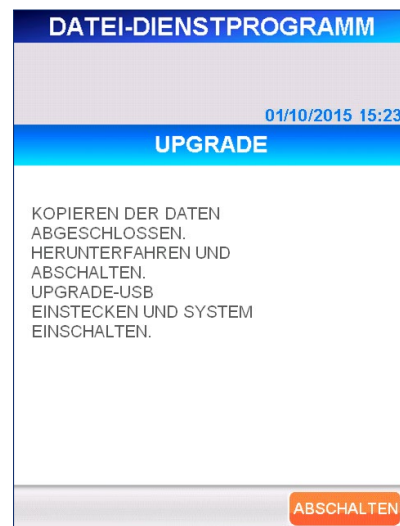 DATEI-DIENSTPROGRAMM
01/10/2015 15:23
UPGRADE
KOPIEREN DER DATEN
ABGESCHLOSSEN.
HERUNTERFAHREN UND
ABSCHALTEN.
UPGRADE-USB
EINSTECKEN UND SYSTEM
EINSCHALTEN.
ABSCHALTEN